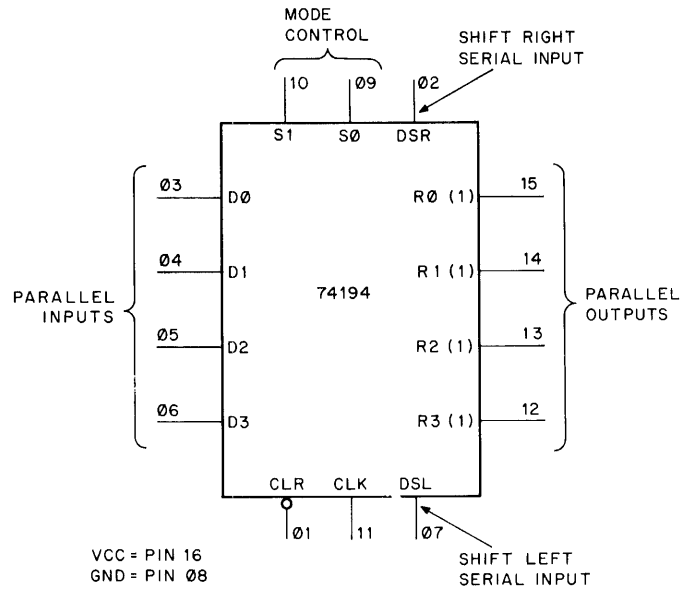 MODE
CONTROL
SHIFT RIGHT
SERIAL INPUT
10
Ø9
Ø2
S1
SØ
DSR
Ø3
DØ
RØ (1)
15
Ø4
D1
R1 (1)
14
PARALLEL
INPUTS
74194
PARALLEL
OUTPUTS
Ø5
D2
R2 (1)
13
Ø6
D3
R3 (1)
12
CLR
CLK
DSL
Ø1
11
Ø7
VCC = PIN 16
GND = PIN Ø8
SHIFT LEFT
SERIAL INPUT